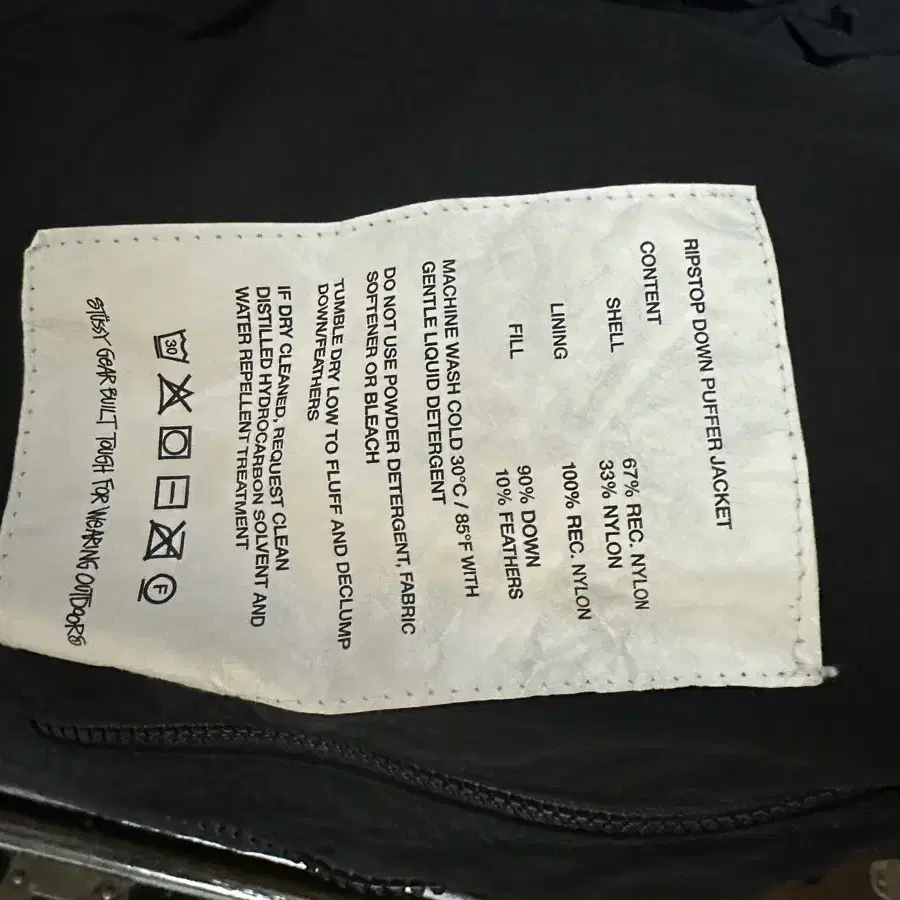 RIPSTOP DOWN PUFFER JACKET
CONTENT
SHELL 67% REC. NYLON
33% NYLON
LINING 100% REC. NYLON
FILL 90% DOWN
10% FEATHERS
MACHINE WASH COLD 30°C / 85°F WITH
GENTLE LIQUID DETERGENT
DO NOT USE POWDER DETERGENT, FABRIC
SOFTENER OR BLEACH
TUMBLE DRY LOW TO FLUFF AND DECLUMP
DOWN/FEATHERS
IF DRY CLEANED, REQUEST CLEAN
DISTILLED HYDROCARBON SOLVENT AND
WATER REPELLENT TREATMENT
30 F
STÜSSY GEAR BUILT TOUGH FOR WEARING OUTDOORS